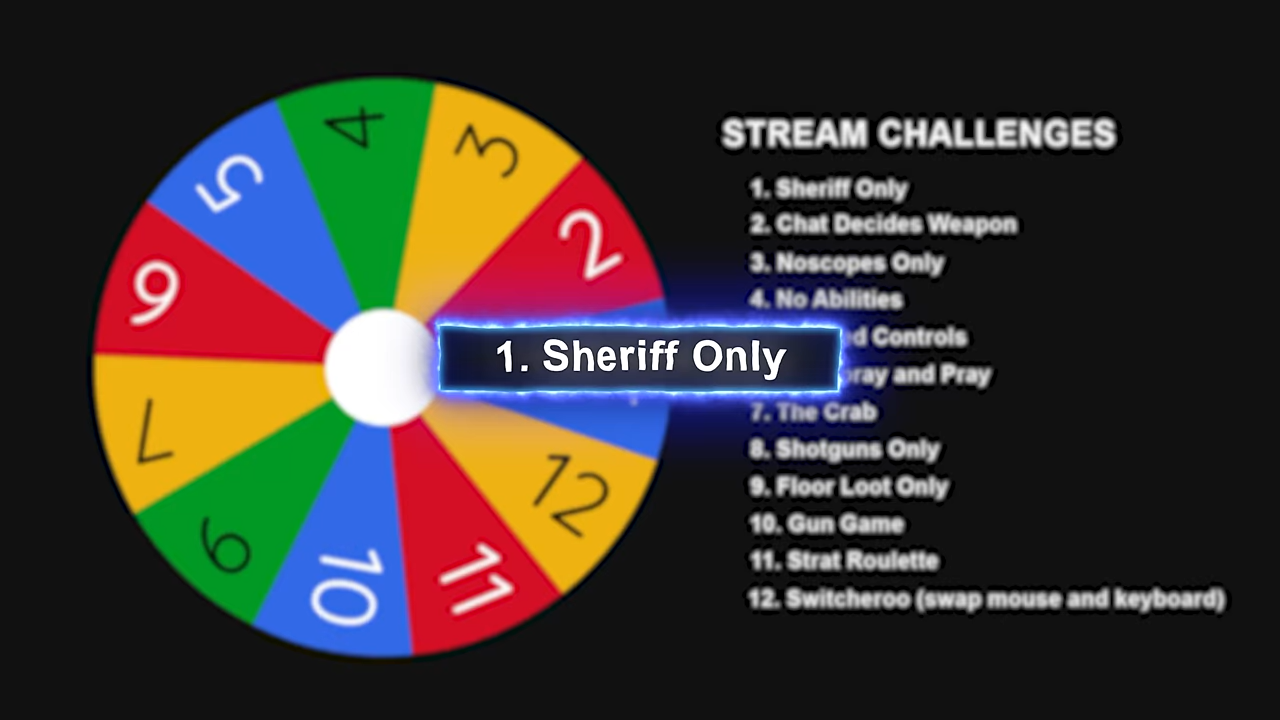 4
3
5
2
6
7
9
12
10
11
STREAM CHALLENGES
1. Sheriff Only
2. Chat Decides Weapon
3. Noscopes Only
4. No Abilities
Controls
and Pray
7. The Crab
8. Shotguns Only
9. Floor Loot Only
10. Gun Game
11. Strat Roulette
12. Switcheroo (swap mouse and keyboard)
1. Sheriff Only